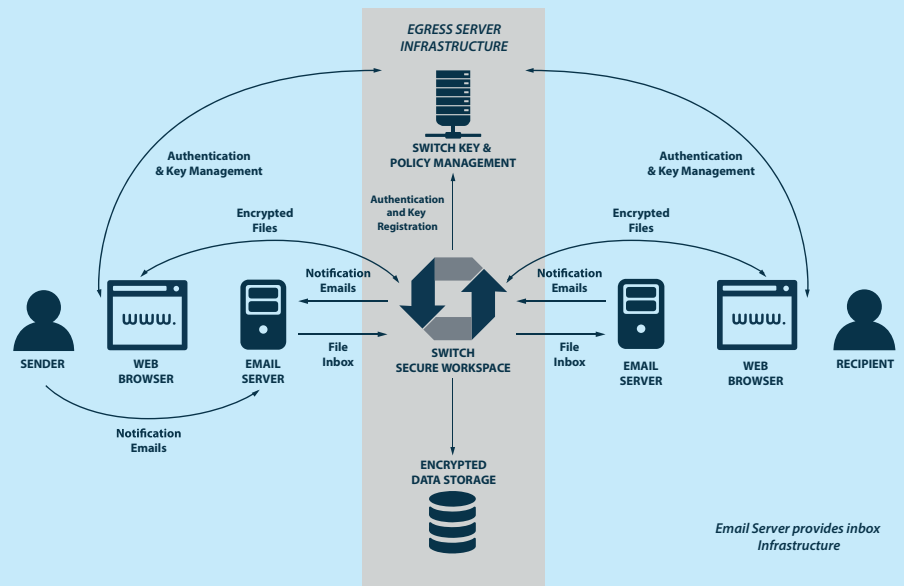 EGRESS SERVER
INFRASTRUCTURE
SWITCH KEY &
POLICY MANAGEMENT
Authentication
& Key Management
Authentication
& Key Management
Authentication
and Key
Registration
Encrypted
Files
Encrypted
Files
Notification
Emails
Notification
Emails
www.
www.
File
Inbox
File
Inbox
SENDER
WEB
BROWSER
EMAIL
SERVER
SWITCH
SECURE WORKSPACE
EMAIL
SERVER
WEB
BROWSER
RECIPIENT
Notification
Emails
ENCRYPTED
DATA STORAGE
Email Server provides inbox
Infrastructure